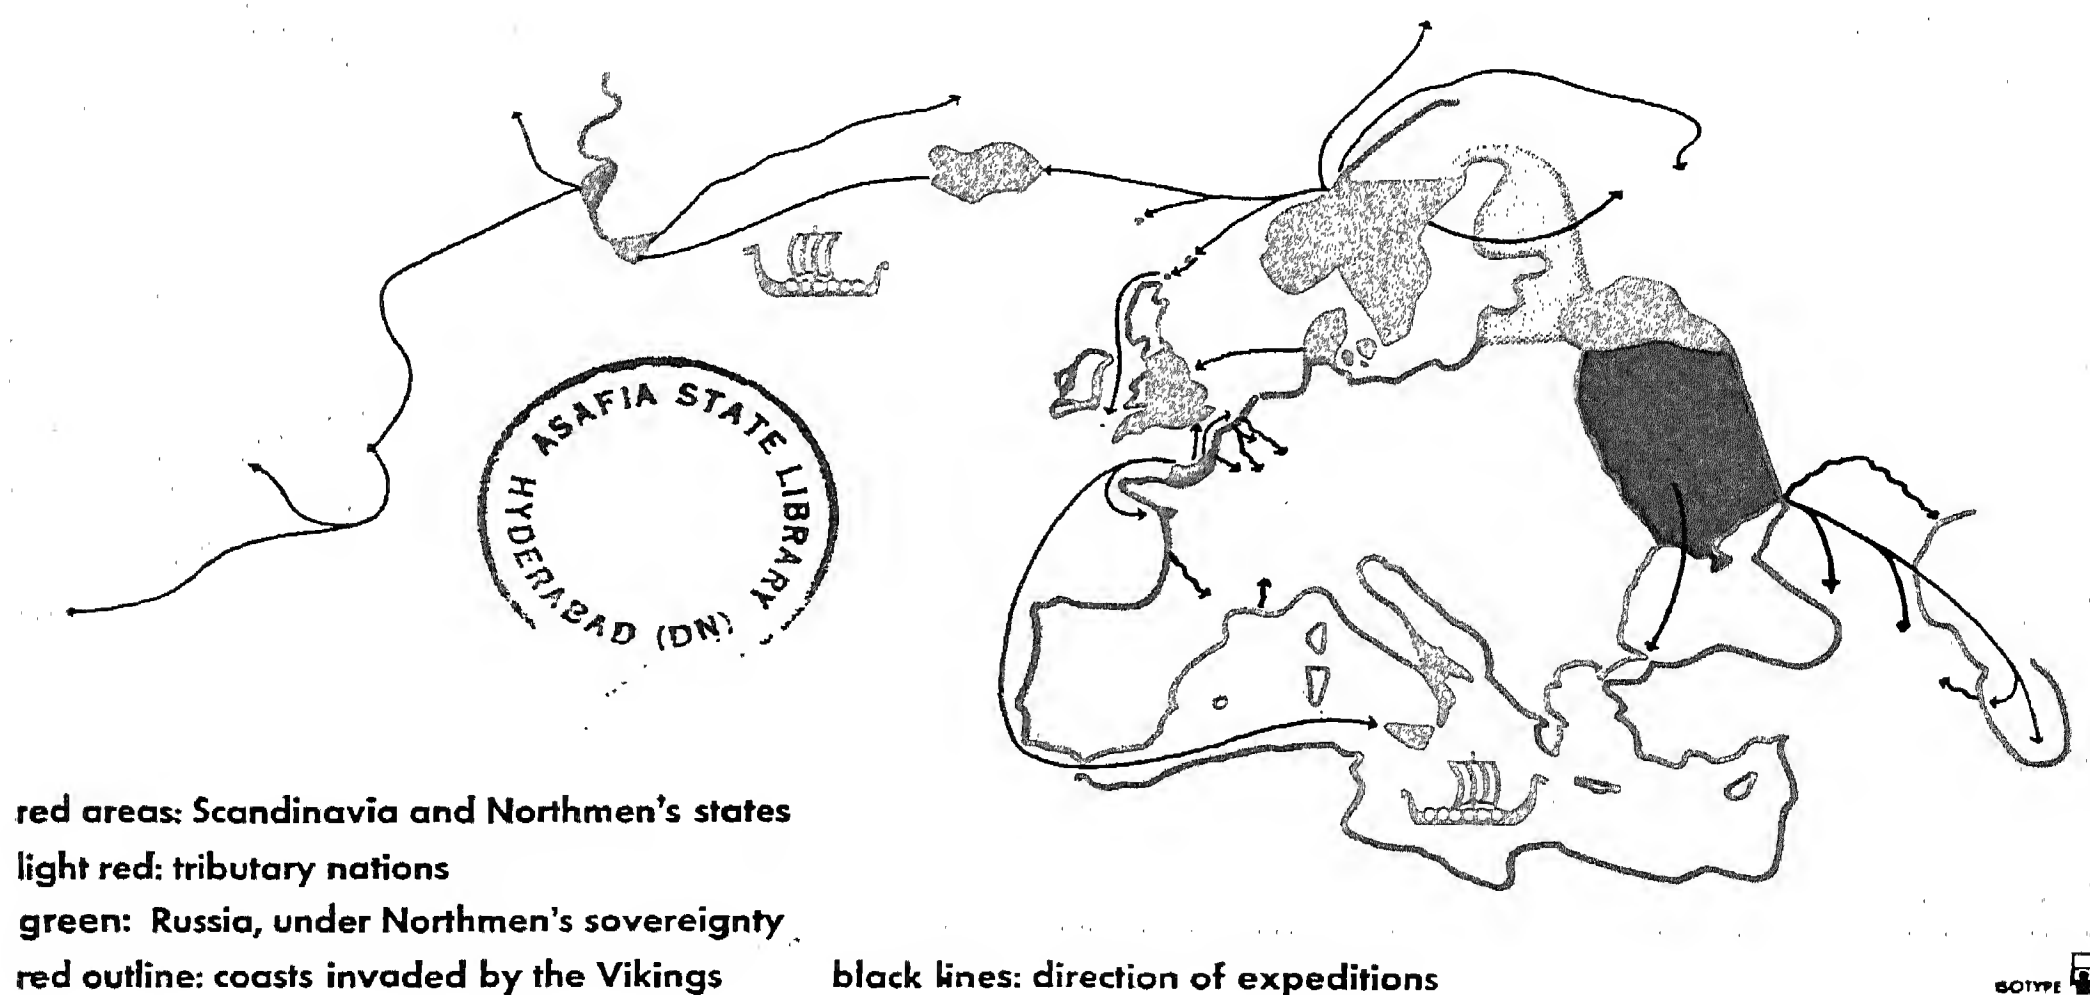 ASAFIA STATE LIBRARY
HYDERABAD (DN)
red areas: Scandinavia and Northmen's states
light red: tributary nations
green: Russia, under Northmen's sovereignty
red outline: coasts invaded by the Vikings
black lines: direction of expeditions
ISOTYPE